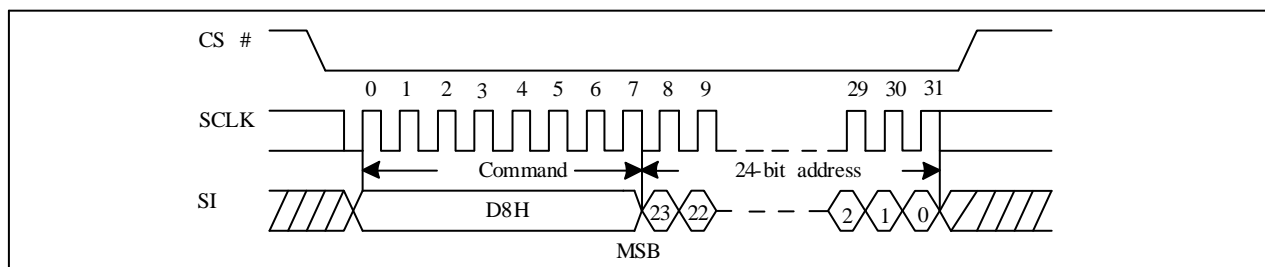 CS #
0 1 2 3 4 5 6 7 8 9 29 30 31
SCLK
Command 24-bit address
SI D8H 23 22 2 1 0
MSB